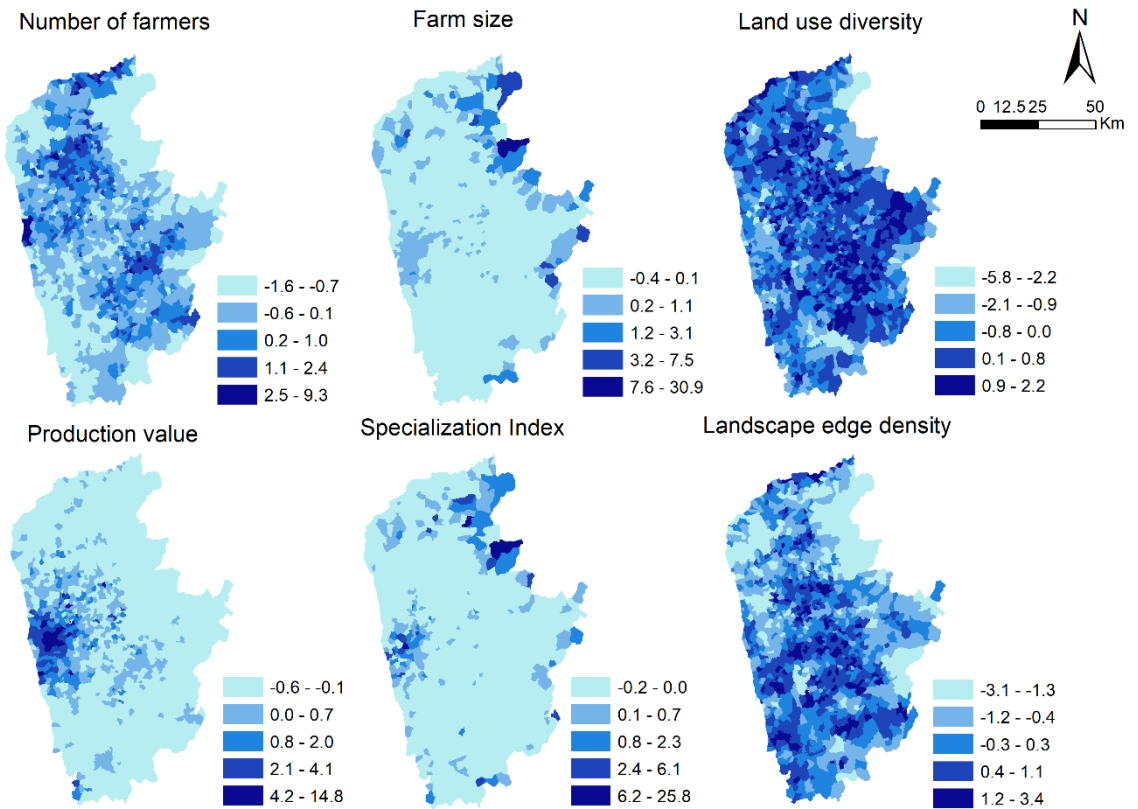 Number of farmers
Farm size
Land use diversity
N
0 12.5 25 50
Km
-1.6 - -0.7
-0.6 - 0.1
0.2 - 1.0
1.1 - 2.4
2.5 - 9.3
-0.4 - 0.1
0.2 - 1.1
1.2 - 3.1
3.2 - 7.5
7.6 - 30.9
-5.8 - -2.2
-2.1 - -0.9
-0.8 - 0.0
0.1 - 0.8
0.9 - 2.2
Production value
Specialization Index
Landscape edge density
-0.6 - -0.1
0.0 - 0.7
0.8 - 2.0
2.1 - 4.1
4.2 - 14.8
-0.2 - 0.0
0.1 - 0.7
0.8 - 2.3
2.4 - 6.1
6.2 - 25.8
-3.1 - -1.3
-1.2 - -0.4
-0.3 - 0.3
0.4 - 1.1
1.2 - 3.4